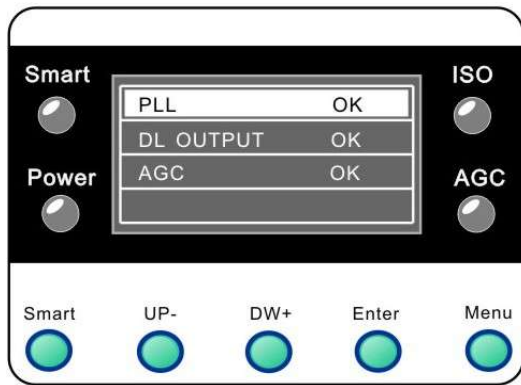 Smart
ISO
PLL OK
DL OUTPUT OK
Power
AGC OK
AGC
Smart UP- DW+ Enter Menu